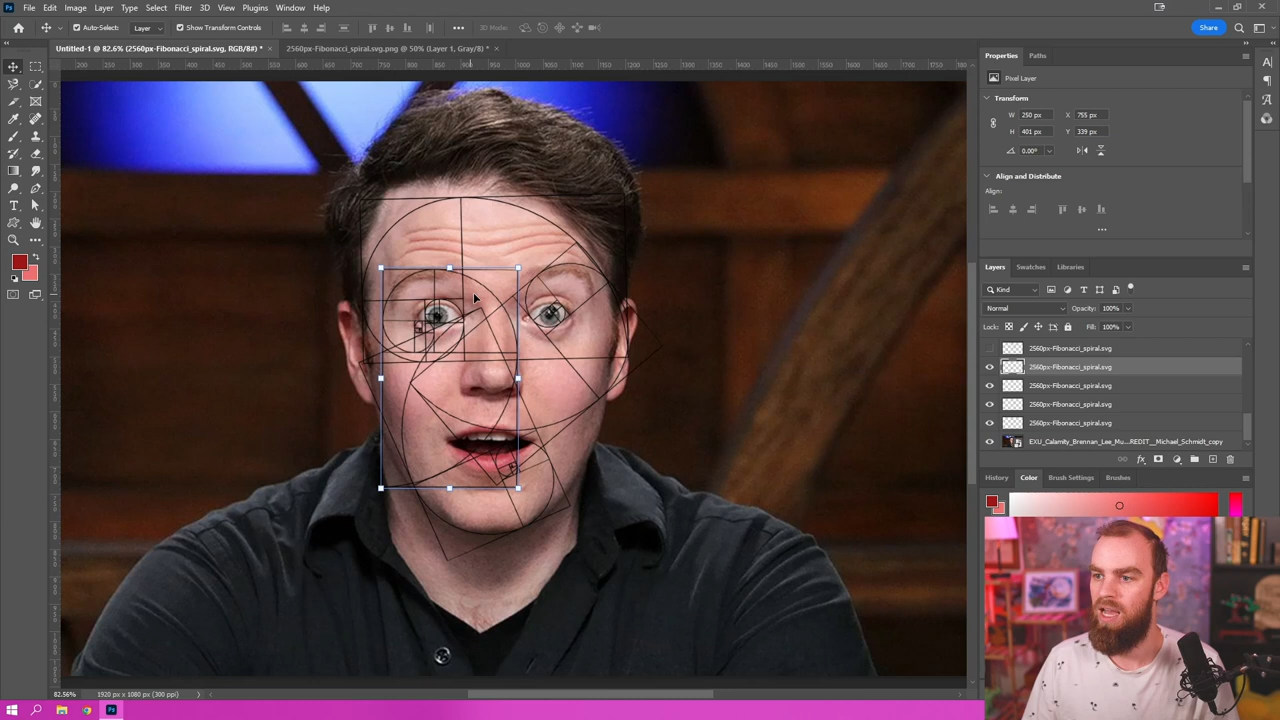 Ps File Edit Image Layer Type Select Filter 3D View Plugins Window Help
Auto-Select: Layer Show Transform Controls 3D Mode: Share
Untitled-1 @ 82.6% (2560px-Fibonacci_spiral.svg, RGB/8#) * × 2560px-Fibonacci_spiral.svg.png @ 50% (Layer 1, Gray/8) * ×
Properties Paths
Pixel Layer
Transform
W 250 px X 755 px
H 401 px Y 339 px
0.00°
Align and Distribute
Align:
Layers Swatches Libraries
Kind
Normal Opacity: 100%
Lock: Fill: 100%
2560px-Fibonacci_spiral.svg
2560px-Fibonacci_spiral.svg
2560px-Fibonacci_spiral.svg
2560px-Fibonacci_spiral.svg
2560px-Fibonacci_spiral.svg
EXU_Calamity_Brennan_Lee_Mu...REDIT__Michael_Schmidt_copy
History Color Brush Settings Brushes
82.56% 1920 px x 1080 px (300 ppi)
Ps